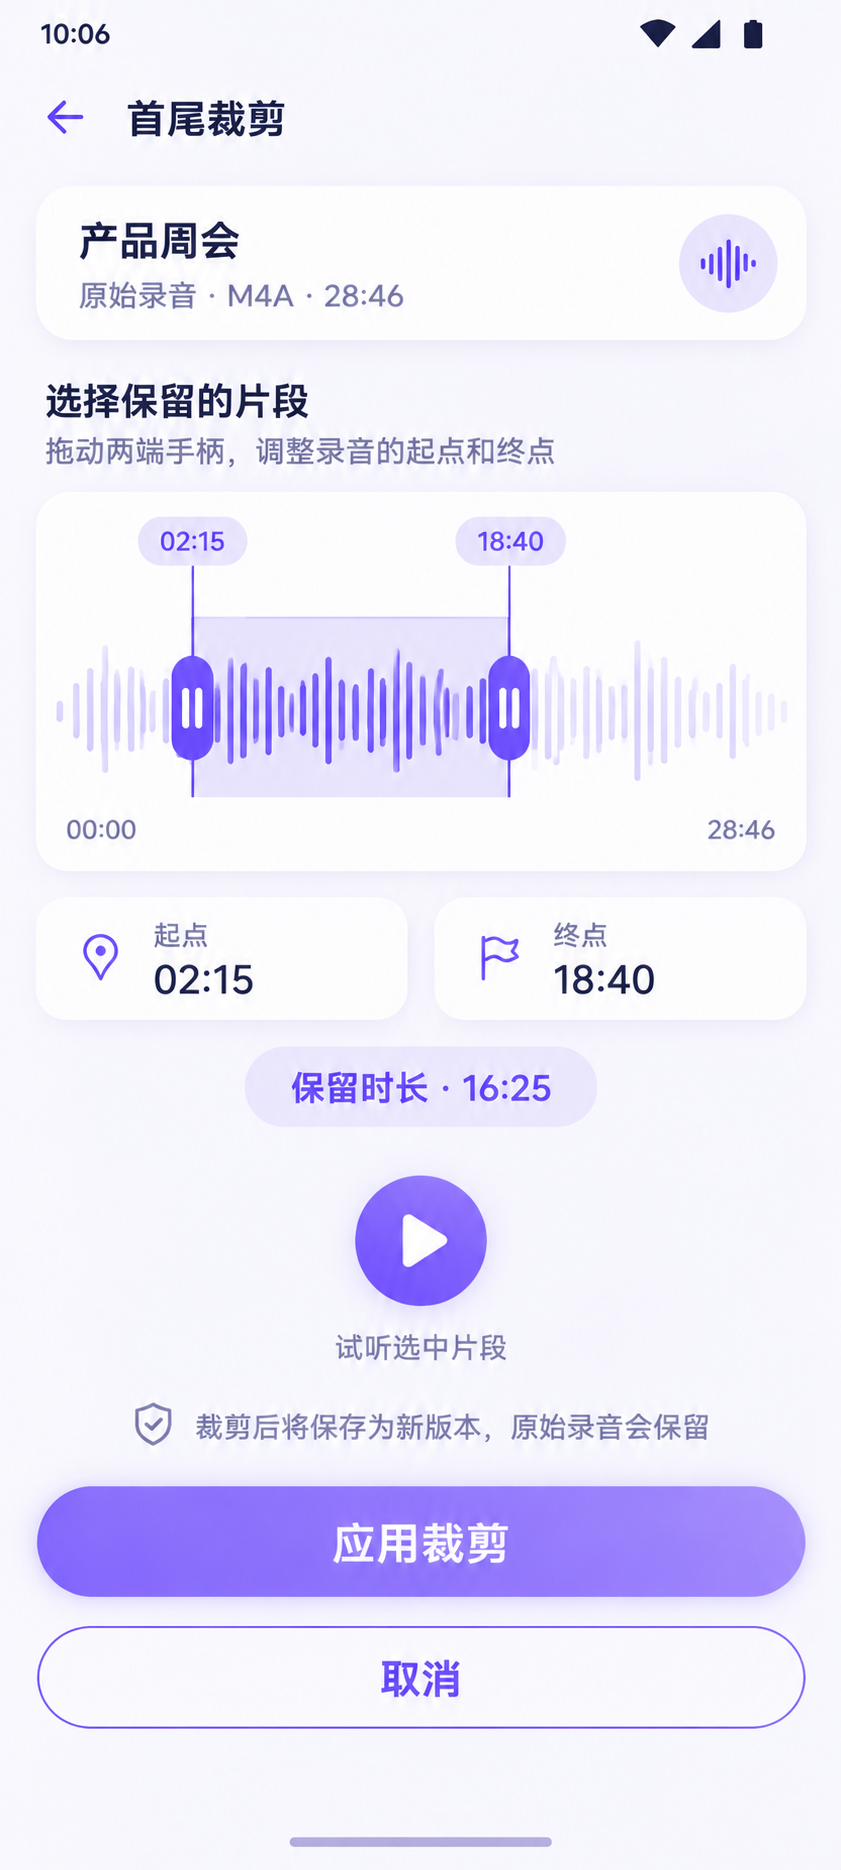 10:06
首尾裁剪
产品周会
原始录音 · M4A · 28:46
选择保留的片段
拖动两端手柄，调整录音的起点和终点
02:15 18:40
00:00 28:46
起点 终点
02:15 18:40
保留时长 · 16:25
试听选中片段
裁剪后将保存为新版本，原始录音会保留
应用裁剪
取消